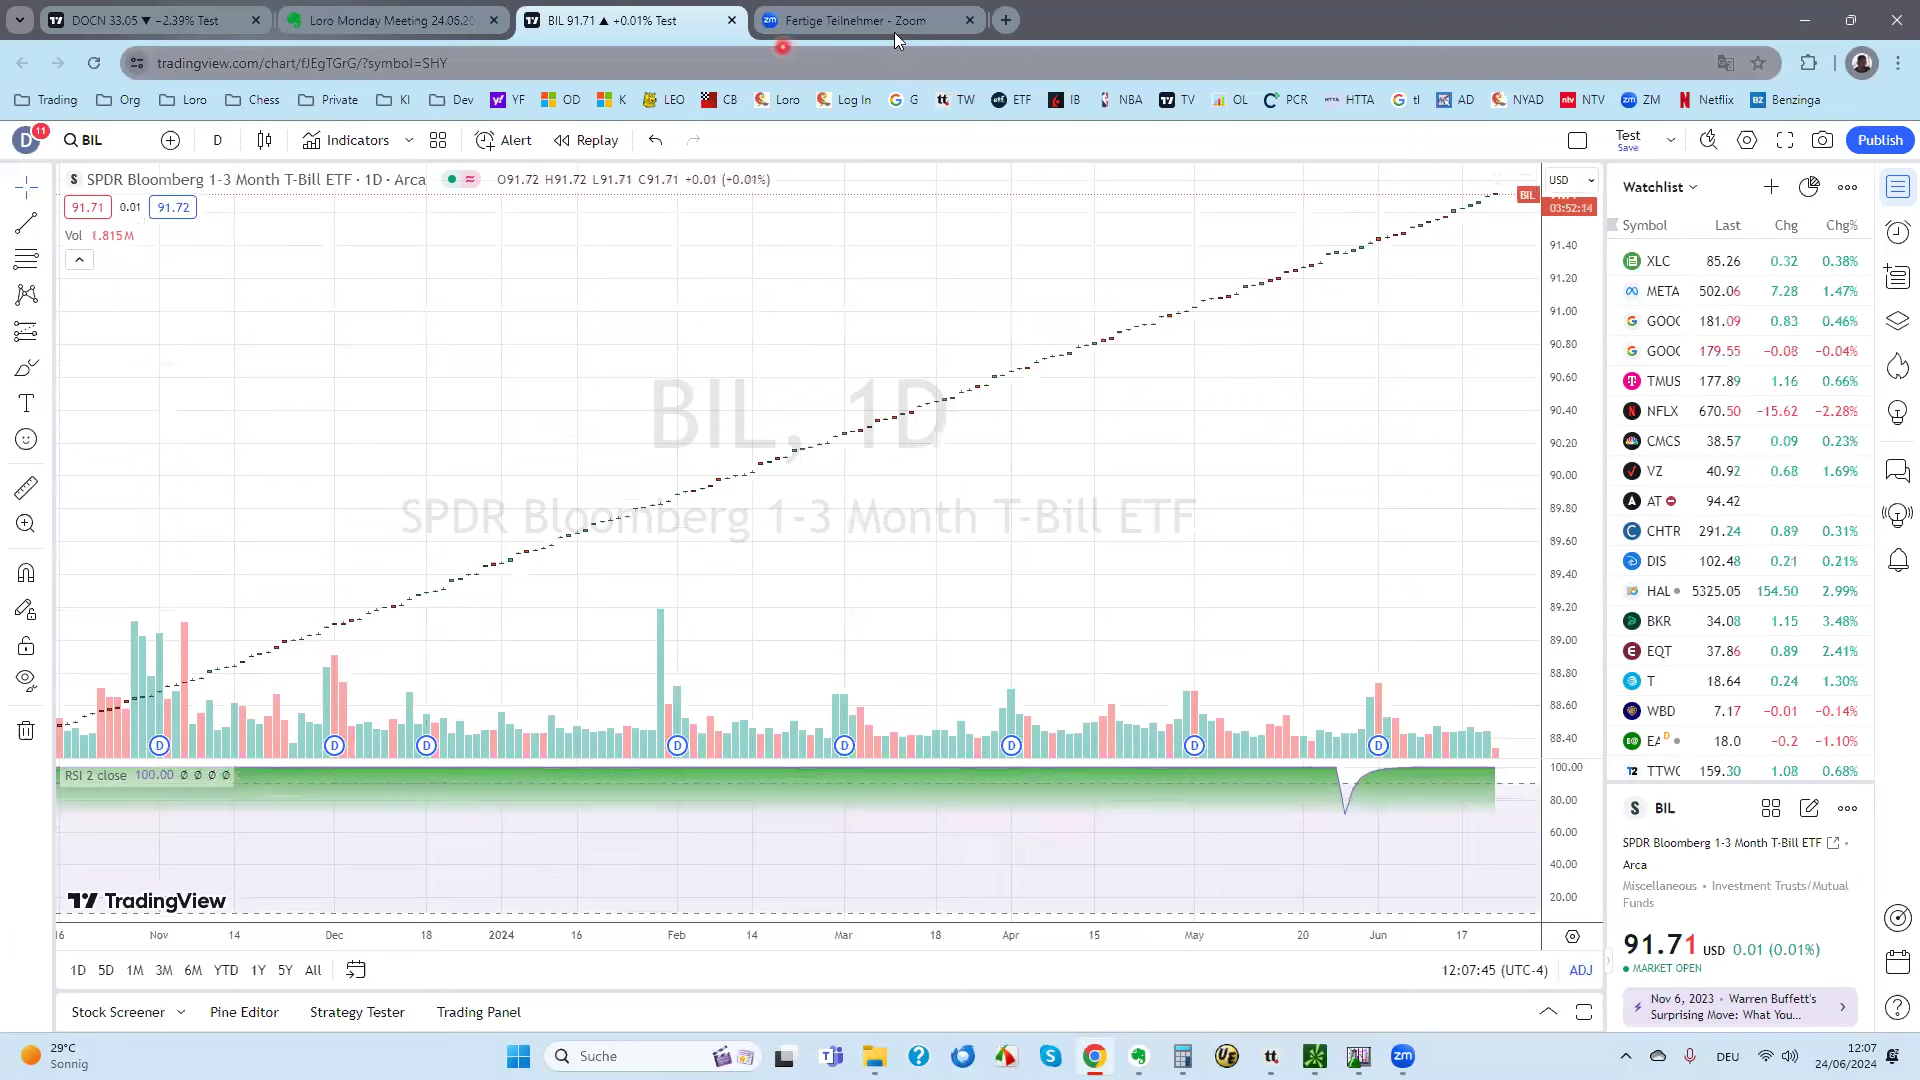 DOCN 33.05 ▼ −2.39% Test
Loro Monday Meeting 24.06.20
BIL 91.71 ▲ +0.01% Test
Fertige Teilnehmer - Zoom
tradingview.com/chart/fJEgTGrG/?symbol=SHY
Trading Org Loro Chess Private KI Dev YF OD K LEO CB Loro Log In G TW ETF IB NBA TV OL PCR HTTA tl AD NYAD NTV ZM Netflix Benzinga
D 11 BIL D Indicators Alert Replay Test Save Publish
SPDR Bloomberg 1-3 Month T-Bill ETF · 1D · Arca O91.72 H91.72 L91.71 C91.71 +0.01 (+0.01%)
91.71 0.01 91.72
Vol 1.815M
USD
BIL
03:52:14
91.40
91.20
91.00
90.80
90.60
90.40
90.20
90.00
89.80
89.60
89.40
89.20
89.00
88.80
88.60
88.40
BIL, 1D
SPDR Bloomberg 1-3 Month T-Bill ETF
D D D D D D D D
RSI 2 close 100.00 Ø Ø Ø Ø
100.00
80.00
60.00
40.00
20.00
TradingView
16 Nov 14 Dec 18 2024 16 Feb 14 Mar 18 Apr 15 May 20 Jun 17
1D 5D 1M 3M 6M YTD 1Y 5Y All
12:07:45 (UTC-4) ADJ
Stock Screener Pine Editor Strategy Tester Trading Panel
Watchlist
Symbol Last Chg Chg%
XLC 85.26 0.32 0.38%
META 502.06 7.28 1.47%
GOOG 181.09 0.83 0.46%
GOOG 179.55 −0.08 −0.04%
TMUS 177.89 1.16 0.66%
NFLX 670.50 −15.62 −2.28%
CMCS 38.57 0.09 0.23%
VZ 40.92 0.68 1.69%
AT 94.42
CHTR 291.24 0.89 0.31%
DIS 102.48 0.21 0.21%
HAL 5325.05 154.50 2.99%
BKR 34.08 1.15 3.48%
EQT 37.86 0.89 2.41%
T 18.64 0.24 1.30%
WBD 7.17 −0.01 −0.14%
EA D 18.0 −0.2 −1.10%
TTWO 159.30 1.08 0.68%
S BIL
SPDR Bloomberg 1-3 Month T-Bill ETF ·
Arca
Miscellaneous • Investment Trusts/Mutual
Funds
91.71 USD 0.01 (0.01%)
MARKET OPEN
Nov 6, 2023 • Warren Buffett's
Surprising Move: What You...
29°C
Sonnig
Suche
DEU
12:07
24/06/2024